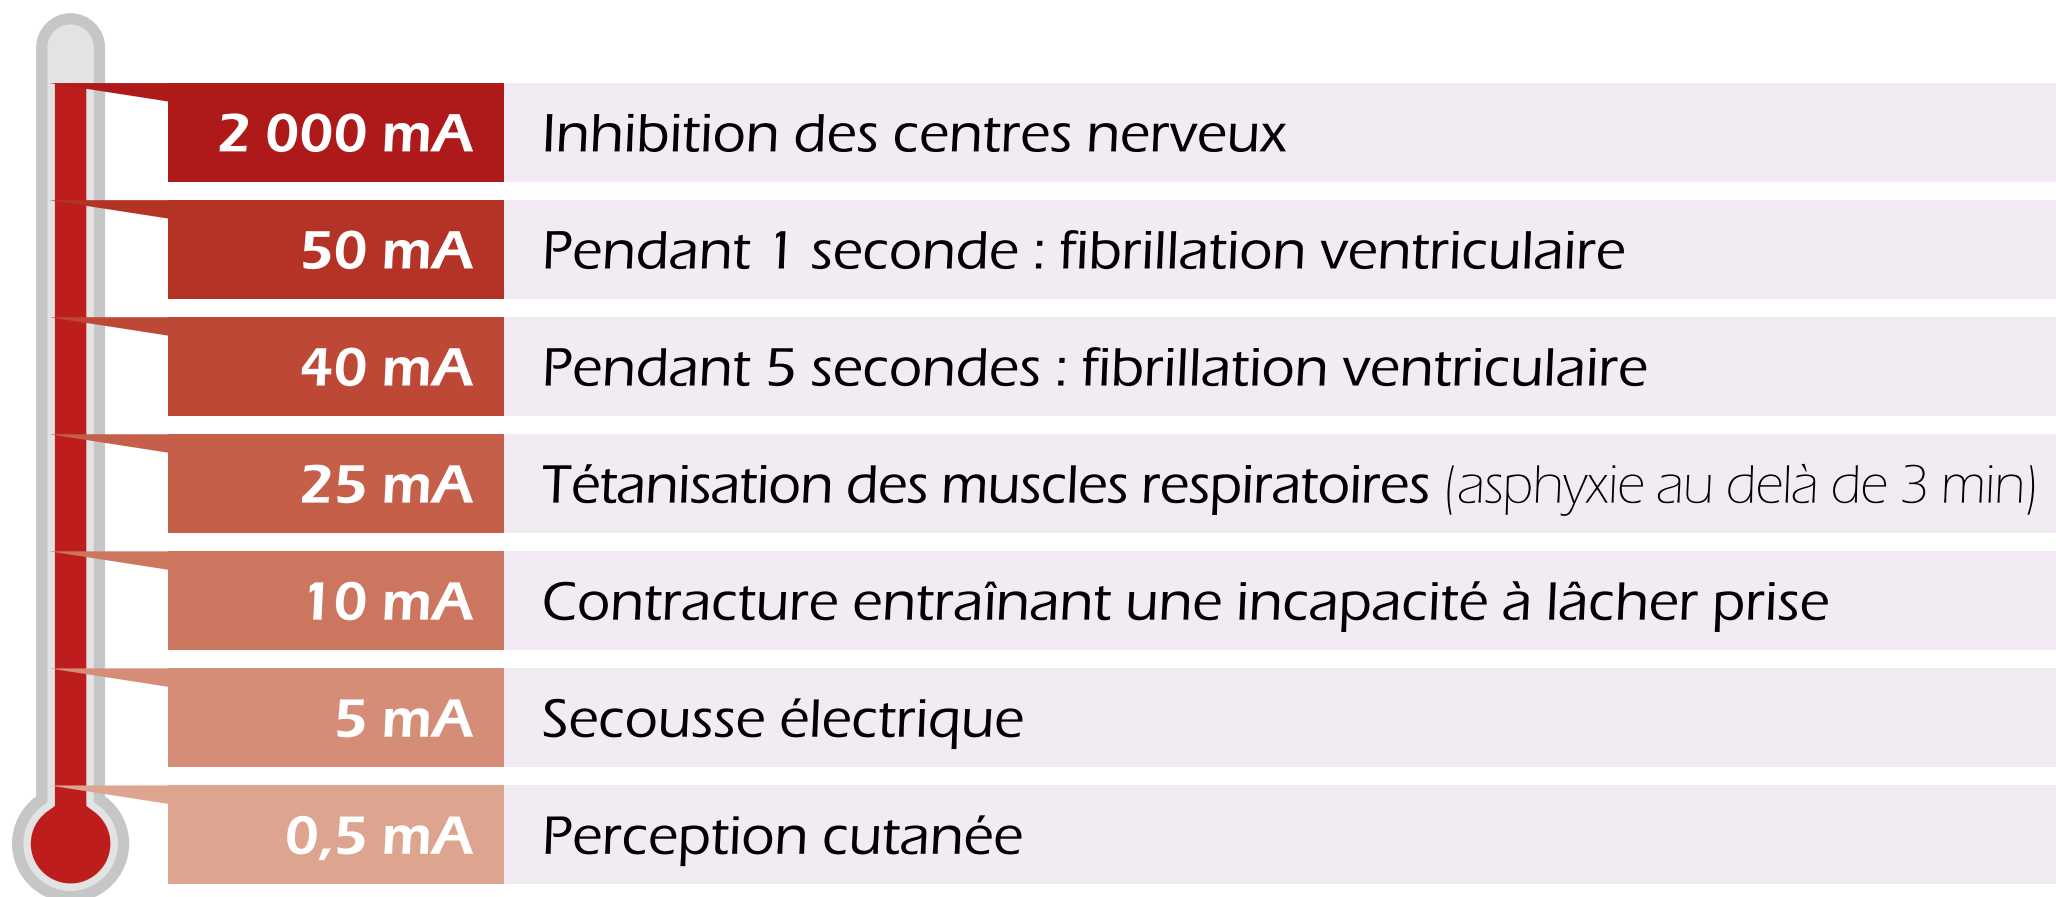 2 000 mA Inhibition des centres nerveux
50 mA Pendant 1 seconde : fibrillation ventriculaire
40 mA Pendant 5 secondes : fibrillation ventriculaire
25 mA Tétanisation des muscles respiratoires (asphyxie au delà de 3 min)
10 mA Contracture entraînant une incapacité à lâcher prise
5 mA Secousse électrique
0,5 mA Perception cutanée